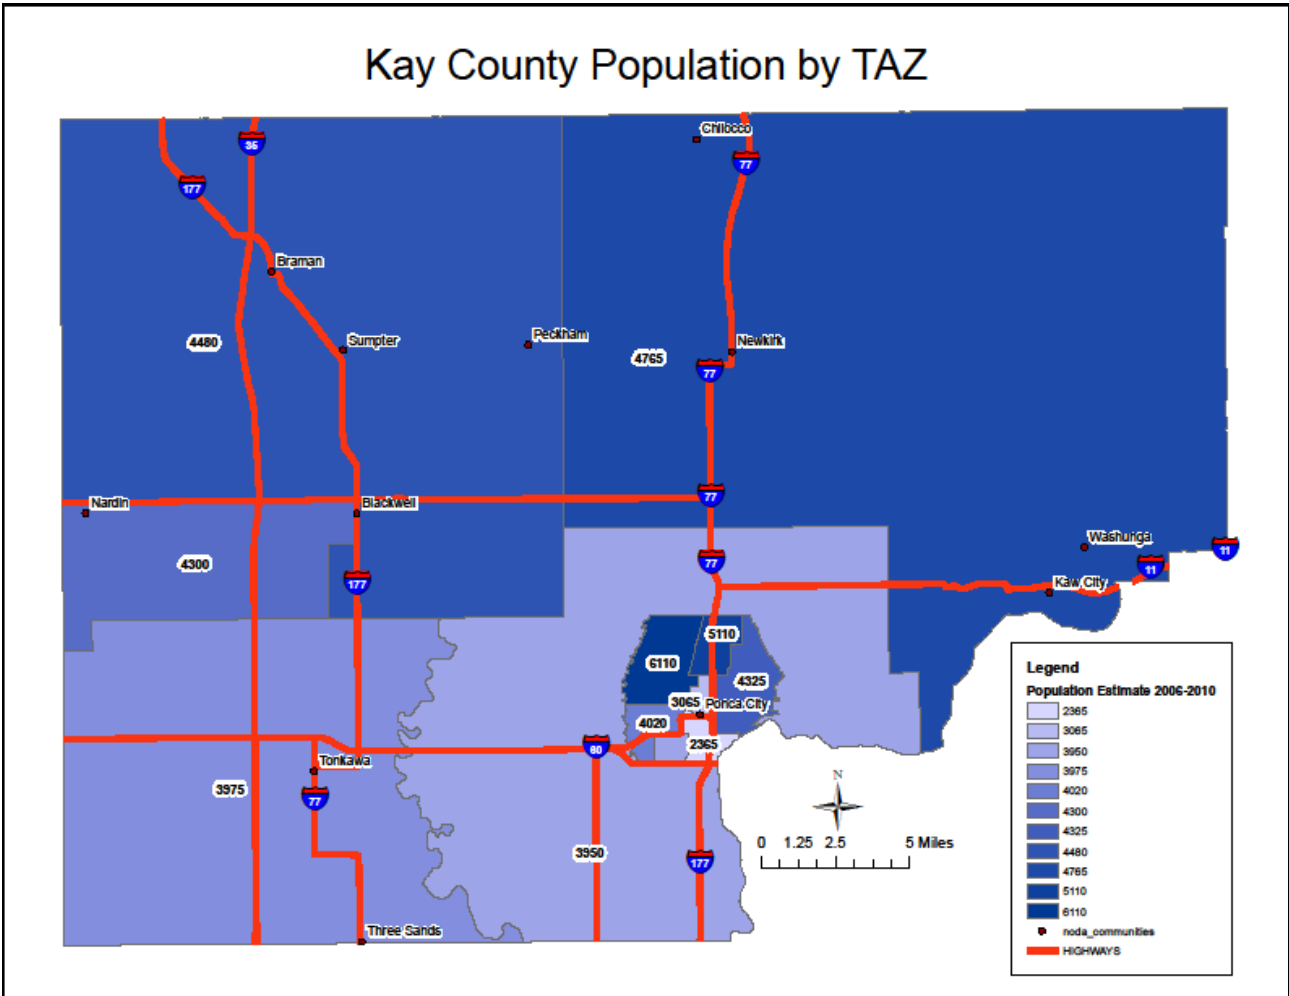 Kay County Population by TAZ
Chilocco
35
77
177
Braman
Sumpter
Peckham
4480
4765
Newkirk
77
Nardin
Blackwell
77
Washunga
11
77
11
4300
177
Kaw City
5110
6110
4325
3065
Ponca City
4020
2365
60
Tonkawa
3975
77
3950
177
Three Sands
N
0 1.25 2.5 5 Miles
Legend
Population Estimate 2006-2010
2365
3065
3950
3975
4020
4300
4325
4480
4765
5110
6110
noda_communities
HIGHWAYS